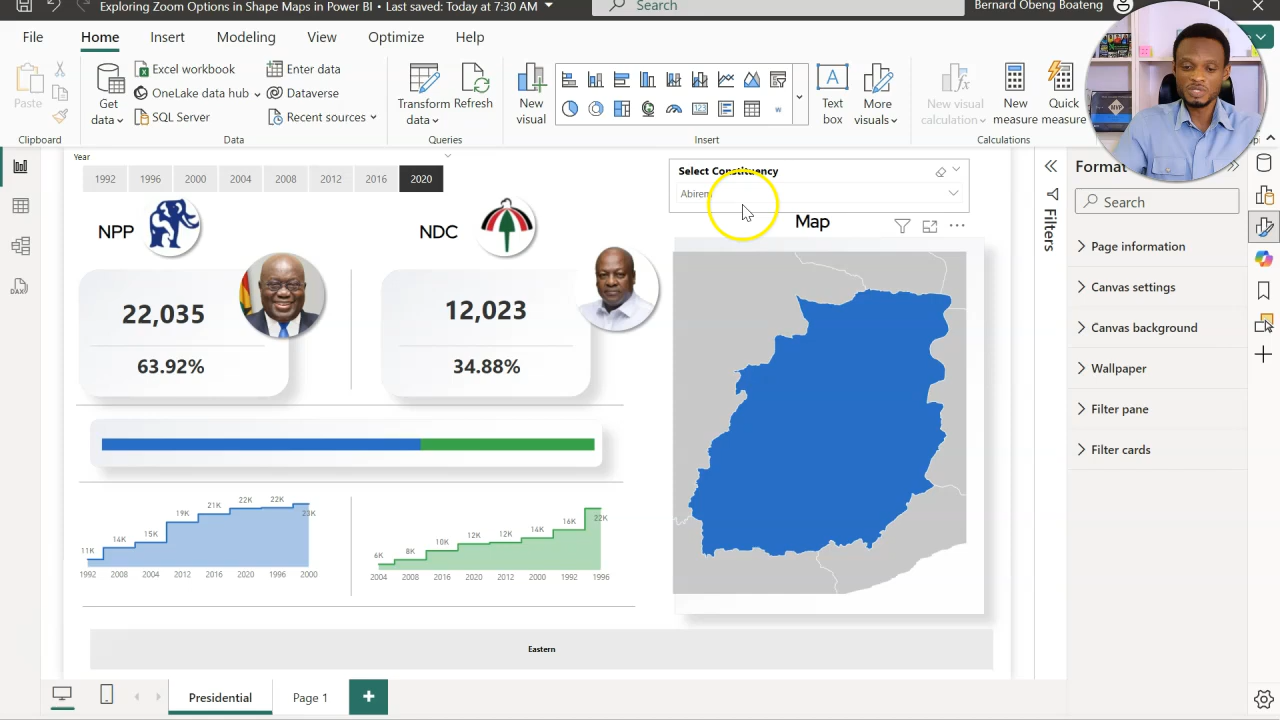 Exploring Zoom Options in Shape Maps in Power BI • Last saved: Today at 7:30 AM
Search
Bernard Obeng Boateng
File
Home
Insert
Modeling
View
Optimize
Help
Paste
Clipboard
Get data
Excel workbook
OneLake data hub
SQL Server
Enter data
Dataverse
Recent sources
Data
Transform data
Refresh
Queries
New visual
Text box
More visuals
Insert
New visual calculation
New measure
Quick measure
Calculations
Year
1992 1996 2000 2004 2008 2012 2016 2020
Select Constituency
Abirem
Map
NPP
NDC
22,035
63.92%
12,023
34.88%
11K 14K 15K 19K 21K 22K 22K 23K
1992 2008 2004 2012 2016 2020 1996 2000
6K 8K 10K 12K 12K 14K 16K 22K
2004 2008 2016 2020 2012 2000 1992 1996
Eastern
Filters
Format
Search
Page information
Canvas settings
Canvas background
Wallpaper
Filter pane
Filter cards
Presidential
Page 1